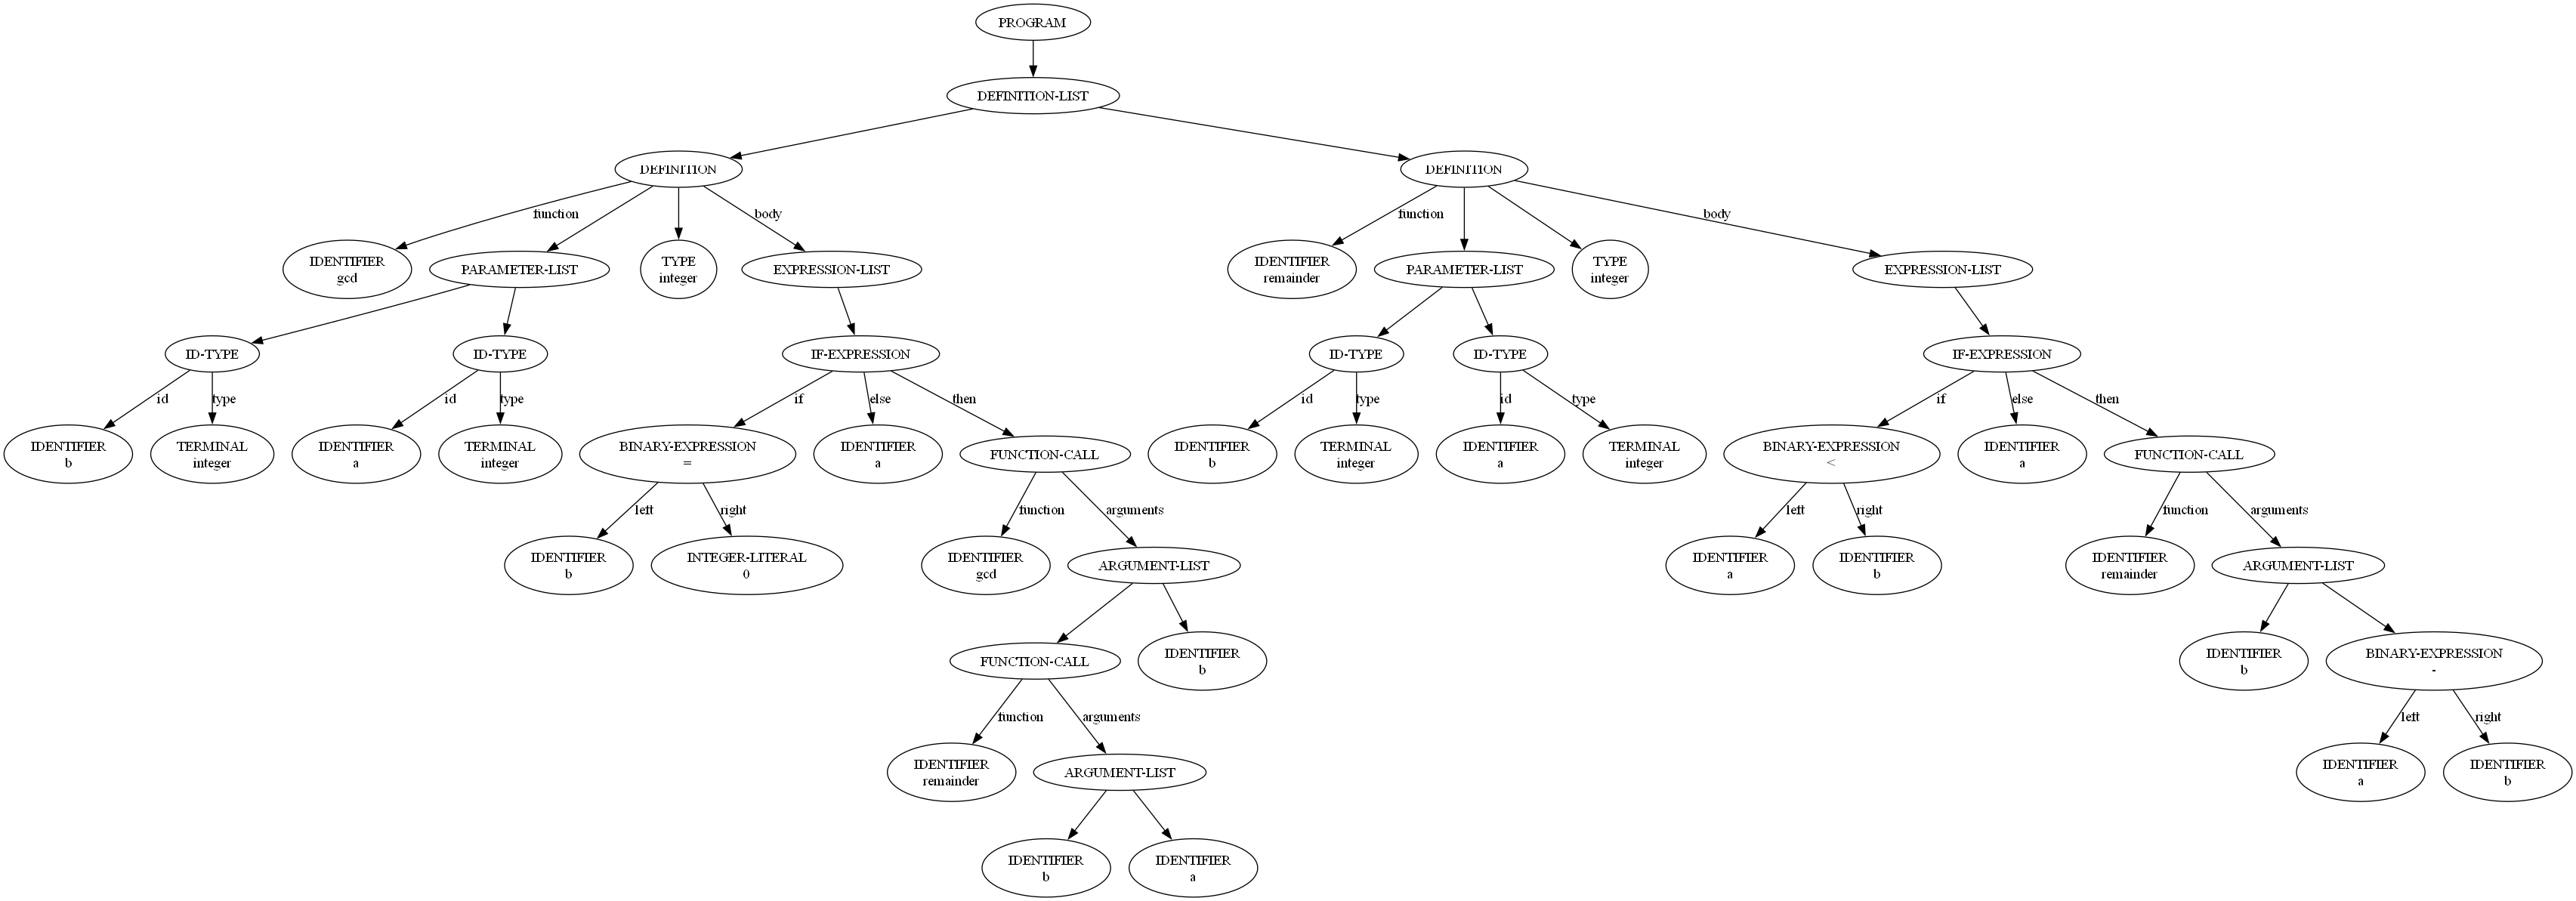 PROGRAM
DEFINITION-LIST
DEFINITION
DEFINITION
function
body
function
body
IDENTIFIER
gcd
PARAMETER-LIST
TYPE
integer
EXPRESSION-LIST
IDENTIFIER
remainder
PARAMETER-LIST
TYPE
integer
EXPRESSION-LIST
ID-TYPE
ID-TYPE
IF-EXPRESSION
ID-TYPE
ID-TYPE
IF-EXPRESSION
id
type
id
type
if
else
then
id
type
id
type
if
else
then
IDENTIFIER
b
TERMINAL
integer
IDENTIFIER
a
TERMINAL
integer
BINARY-EXPRESSION
=
IDENTIFIER
a
FUNCTION-CALL
IDENTIFIER
b
TERMINAL
integer
IDENTIFIER
a
TERMINAL
integer
BINARY-EXPRESSION
<
IDENTIFIER
a
FUNCTION-CALL
left
right
function
arguments
left
right
function
arguments
IDENTIFIER
b
INTEGER-LITERAL
0
IDENTIFIER
gcd
ARGUMENT-LIST
IDENTIFIER
a
IDENTIFIER
b
IDENTIFIER
remainder
ARGUMENT-LIST
FUNCTION-CALL
IDENTIFIER
b
IDENTIFIER
b
BINARY-EXPRESSION
-
function
arguments
left
right
IDENTIFIER
remainder
ARGUMENT-LIST
IDENTIFIER
a
IDENTIFIER
b
IDENTIFIER
b
IDENTIFIER
a